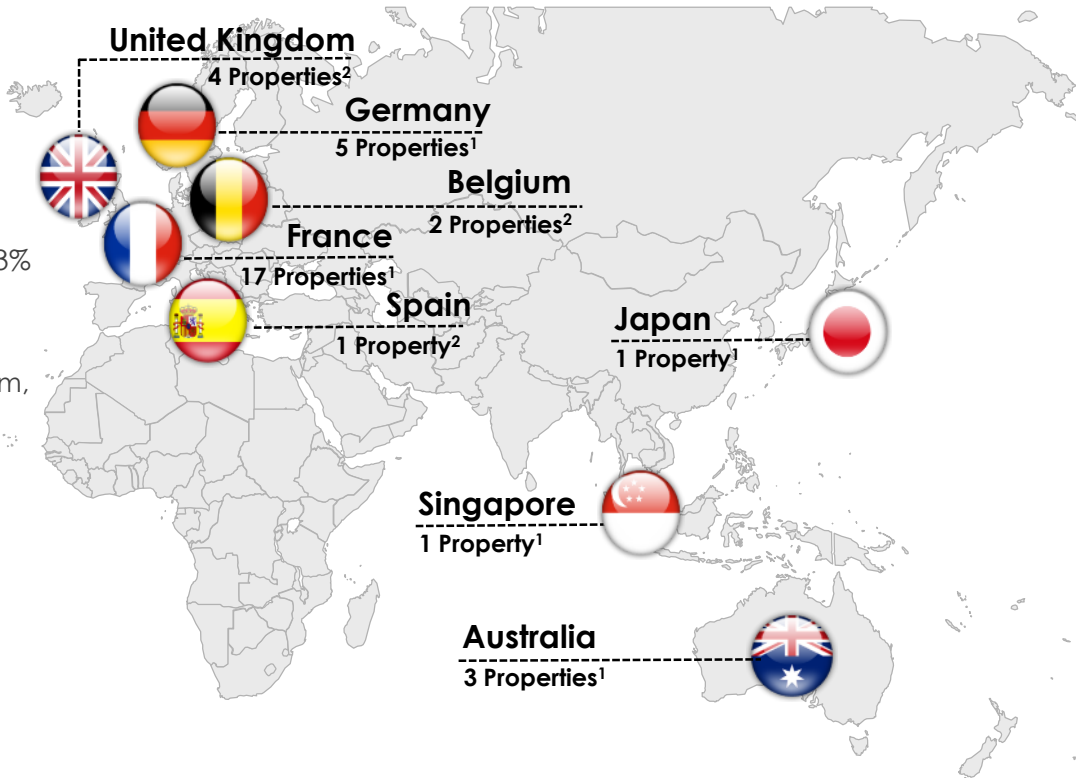 United Kingdom
4 Properties²
Germany
5 Properties¹
Belgium
2 Properties²
France
17 Properties¹
8%
Spain
1 Property²
m,
Japan
1 Property¹
Singapore
1 Property¹
Australia
3 Properties¹